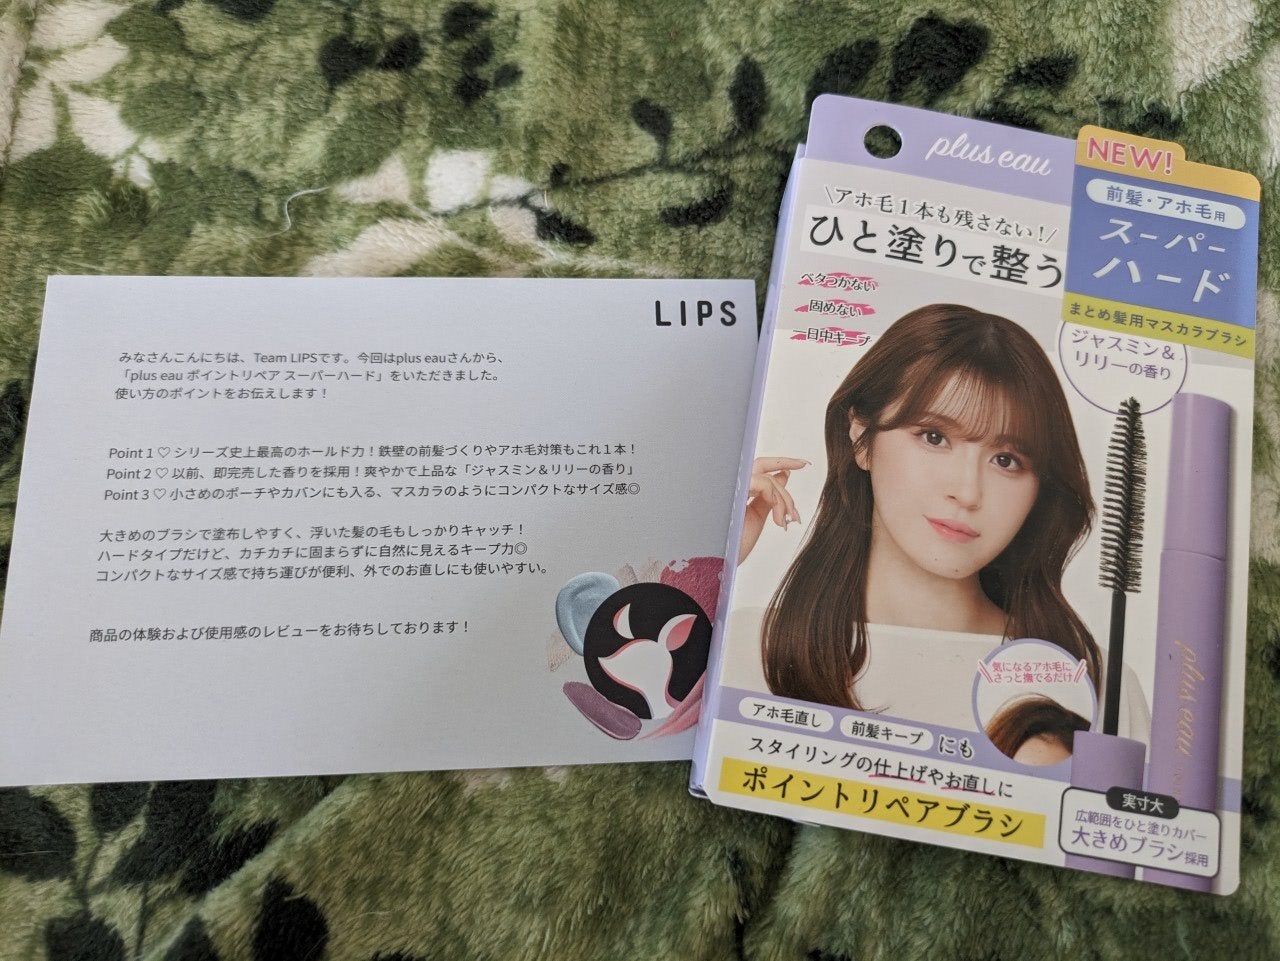 LIPS
みなさんこんにちは、Team LIPSです。今回はplus eauさんから、
「plus eau ポイントリペア スーパーハード」をいただきました。
使い方のポイントをお伝えします！
Point 1 ♡ シリーズ史上最高のホールド力！鉄壁の前髪づくりやアホ毛対策もこれ１本！
Point 2 ♡ 以前、即完売した香りを採用！爽やかで上品な「ジャスミン＆リリーの香り」
Point 3 ♡ 小さめのポーチやカバンにも入る、マスカラのようにコンパクトなサイズ感◎
大きめのブラシで塗布しやすく、浮いた髪の毛もしっかりキャッチ！
ハードタイプだけど、カチカチに固まらずに自然に見えるキープ力◎
コンパクトなサイズ感で持ち運びが便利、外でのお直しにも使いやすい。
商品の体験および使用感のレビューをお待ちしております！
plus eau
NEW!
前髪・アホ毛用
スーパー
ハード
まとめ髪用マスカラブラシ
ジャスミン＆
リリーの香り
\アホ毛１本も残さない！/
ひと塗りで整う
ベタつかない
固めない
一日中キープ
気になるアホ毛に
さっと撫でるだけ
plus eau
アホ毛直し
前髪キープ
にも
スタイリングの仕上げやお直しに
ポイントリペアブラシ
実寸大
広範囲をひと塗りカバー
大きめブラシ採用